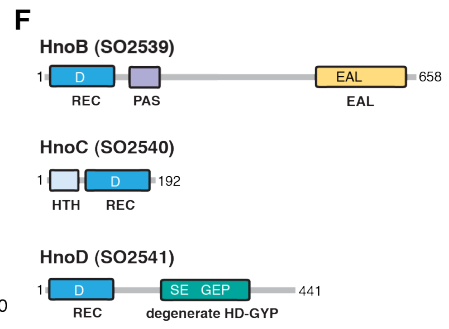 F
HnoB (SO2539)
1 D EAL 658
REC PAS EAL
HnoC (SO2540)
1 D 192
HTH REC
HnoD (SO2541)
1 D SE GEP 441
0
REC degenerate HD-GYP